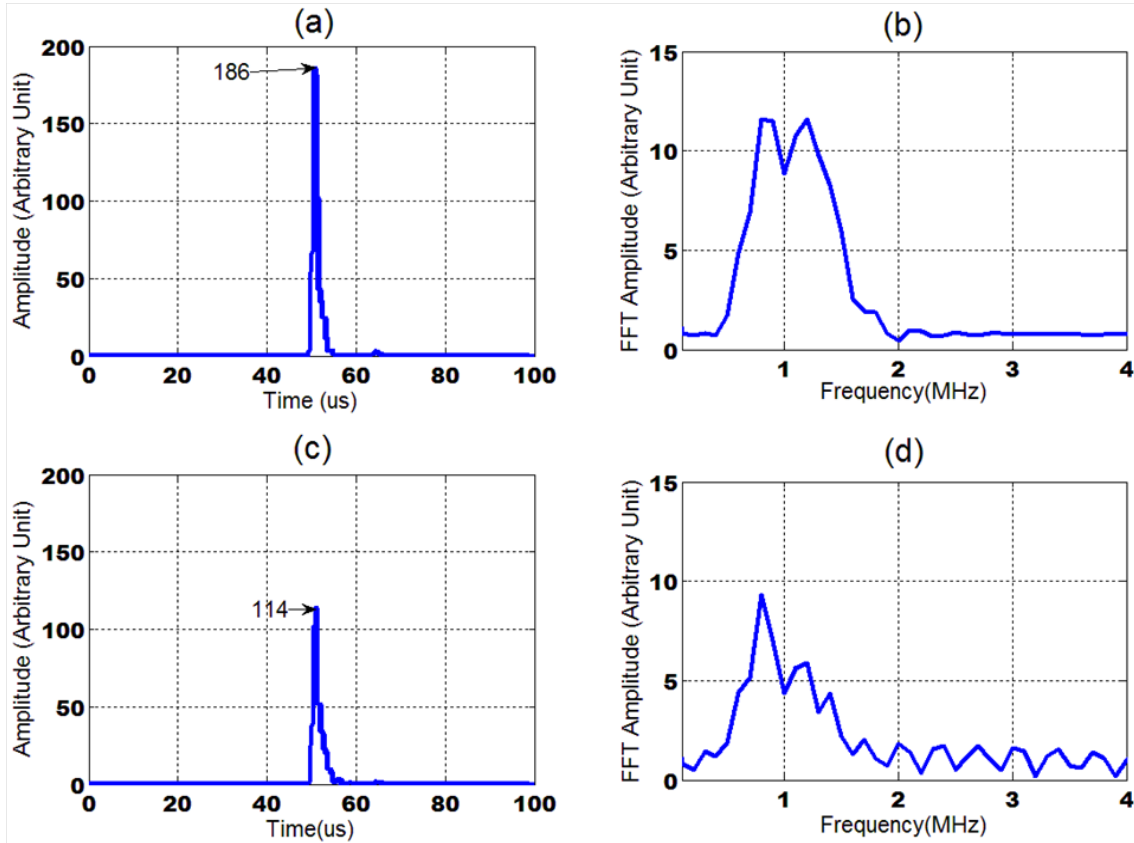 (a)
Amplitude (Arbitrary Unit)
200
150
100
50
0
186
0 20 40 60 80 100
Time (us)
(b)
FFT Amplitude (Arbitrary Unit)
15
10
5
0
1 2 3 4
Frequency(MHz)
(c)
Amplitude (Arbitrary Unit)
200
150
100
50
0
114
0 20 40 60 80 100
Time(us)
(d)
FFT Amplitude (Arbitrary Unit)
15
10
5
0
1 2 3 4
Frequency(MHz)